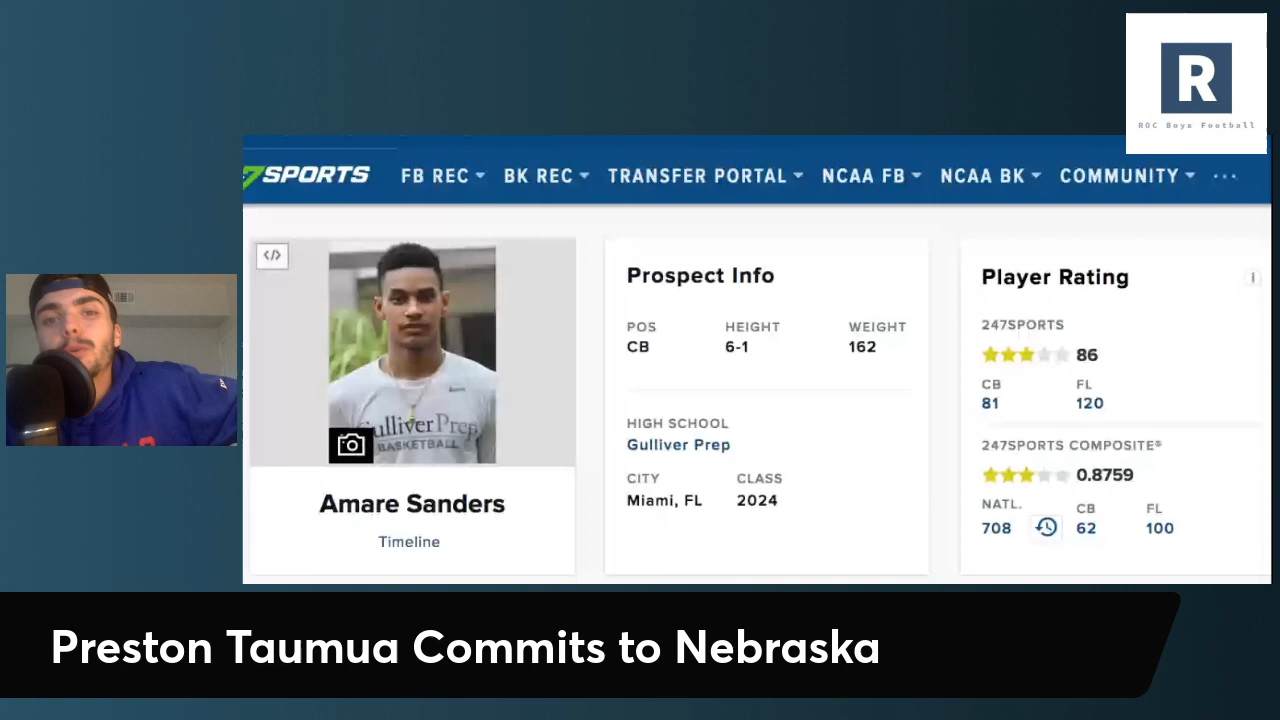 R
ROC Boys Football
7SPORTS FB REC BK REC TRANSFER PORTAL NCAA FB NCAA BK COMMUNITY ...
</>
Gulliver Prep
BASKETBALL
Amare Sanders
Timeline
Prospect Info
POS HEIGHT WEIGHT
CB 6-1 162
HIGH SCHOOL
Gulliver Prep
CITY CLASS
Miami, FL 2024
Player Rating
i
247SPORTS
86
CB FL
81 120
247SPORTS COMPOSITE®
0.8759
NATL. CB FL
708 62 100
Preston Taumua Commits to Nebraska